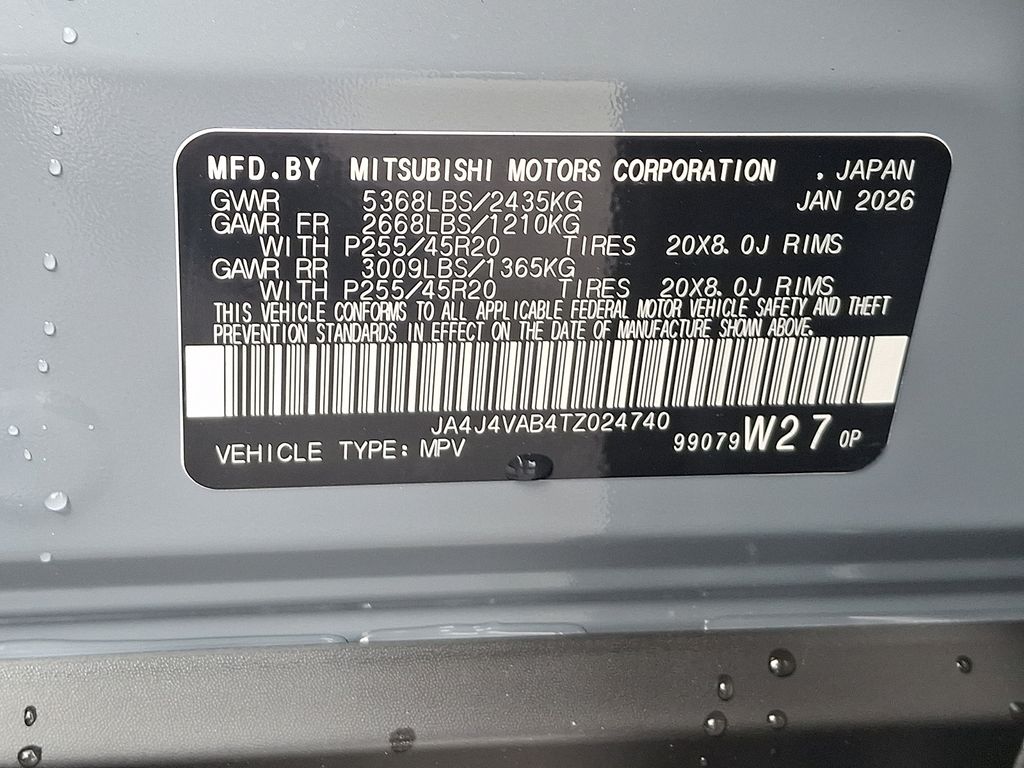 MFD.BY MITSUBISHI MOTORS CORPORATION , JAPAN
GVWR 5368LBS/2435KG JAN 2026
GAWR FR 2668LBS/1210KG
WITH P255/45R20 TIRES 20X8.0J RIMS
GAWR RR 3009LBS/1365KG
WITH P255/45R20 TIRES 20X8.0J RIMS
THIS VEHICLE CONFORMS TO ALL APPLICABLE FEDERAL MOTOR VEHICLE SAFETY AND THEFT
PREVENTION STANDARDS IN EFFECT ON THE DATE OF MANUFACTURE SHOWN ABOVE.
JA4J4VAB4TZ024740
VEHICLE TYPE: MPV 99079 W27 0P